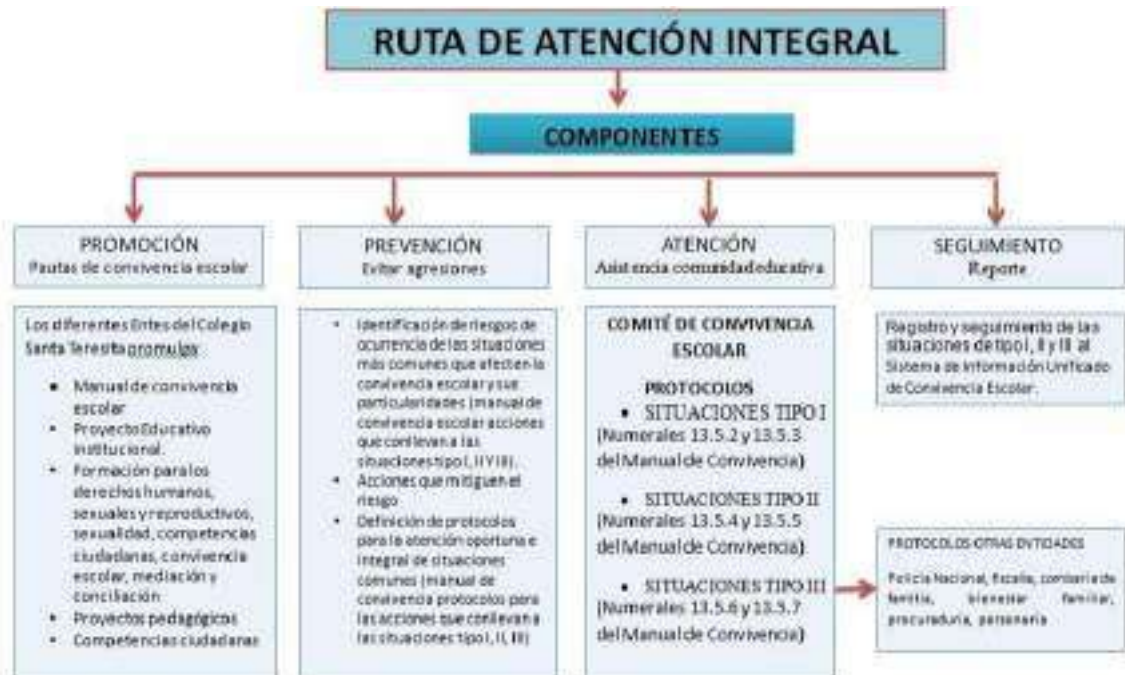 RUTA DE ATENCIÓN INTEGRAL
COMPONENTES
PROMOCIÓN
Pautas de convivencia escolar
Los diferentes Entes del Colegio
Santa Teresita promulga:
• Manual de convivencia
escolar
• Proyecto Educativo
Institucional.
• Formación para los
derechos humanos,
sexuales y reproductivos,
sexualidad, competencias
ciudadanas, convivencia
escolar, mediación y
conciliación
• Proyectos pedagógicos
• Competencias ciudadanas
PREVENCIÓN
Evitar agresiones
• Identificación de riesgos de
ocurrencia de las situaciones
más comunes que afecten la
convivencia escolar y sus
particularidades (manual de
convivencia escolar acciones
que conllevan a las
situaciones tipo I, II Y III).
• Acciones que mitiguen el
riesgo
• Definición de protocolos
para la atención oportuna e
integral de situaciones
comunes (manual de
convivencia protocolos para
las acciones que conllevan a
las situaciones tipo I, II, III)
ATENCIÓN
Asistencia comunidad educativa
COMITÉ DE CONVIVENCIA
ESCOLAR
PROTOCOLOS
• SITUACIONES TIPO I
(Numerales 13.5.2 y 13.5.3
del Manual de Convivencia)
• SITUACIONES TIPO II
(Numerales 13.5.4 y 13.5.5
del Manual de Convivencia)
• SITUACIONES TIPO III
(Numerales 13.5.6 y 13.5.7
del Manual de Convivencia)
SEGUIMIENTO
Reporte
Registro y seguimiento de las
situaciones de tipo I, II y III al
Sistema de Información Unificado
de Convivencia Escolar.
PROTOCOLOS OTRAS ENTIDADES
Policía Nacional, fiscalía, comisaria de
familia, bienestar familiar,
procuraduría, personería